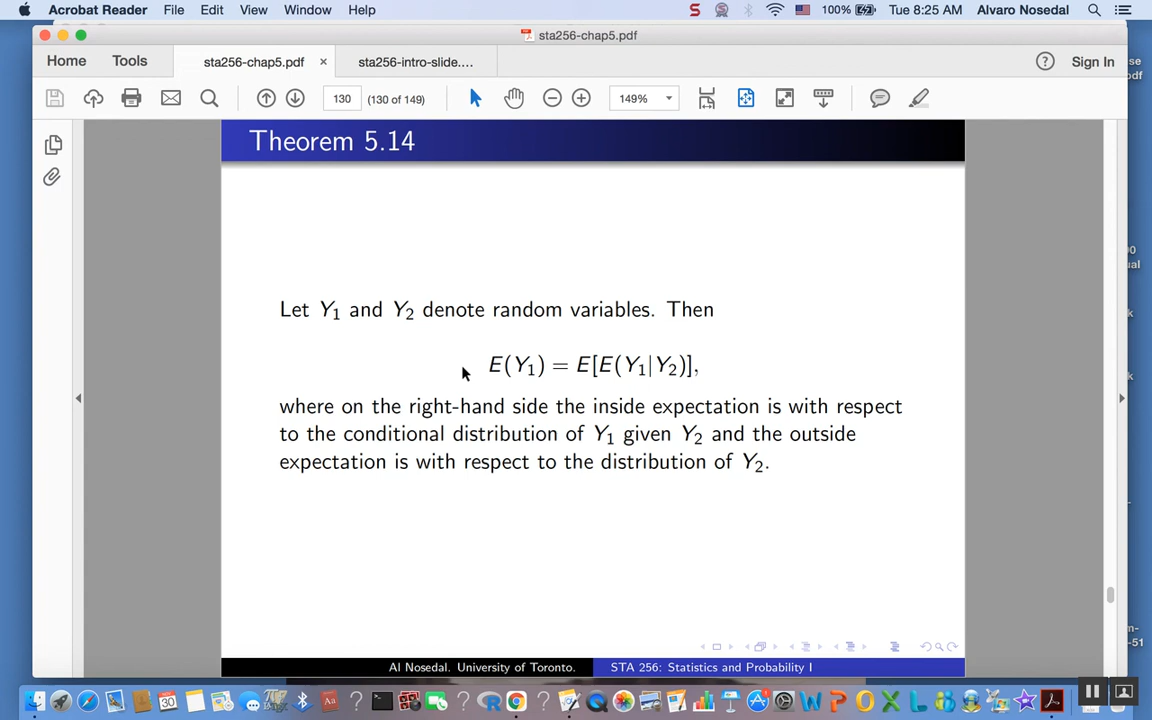 Acrobat Reader File Edit View Window Help 100% Tue 8:25 AM Alvaro Nosedal
sta256-chap5.pdf
Home Tools sta256-chap5.pdf × sta256-intro-slide.... ? Sign In
130 (130 of 149) 149%
Theorem 5.14
Let Y₁ and Y₂ denote random variables. Then
E(Y₁) = E[E(Y₁|Y₂)],
where on the right-hand side the inside expectation is with respect
to the conditional distribution of Y₁ given Y₂ and the outside
expectation is with respect to the distribution of Y₂.
Al Nosedal. University of Toronto. STA 256: Statistics and Probability I